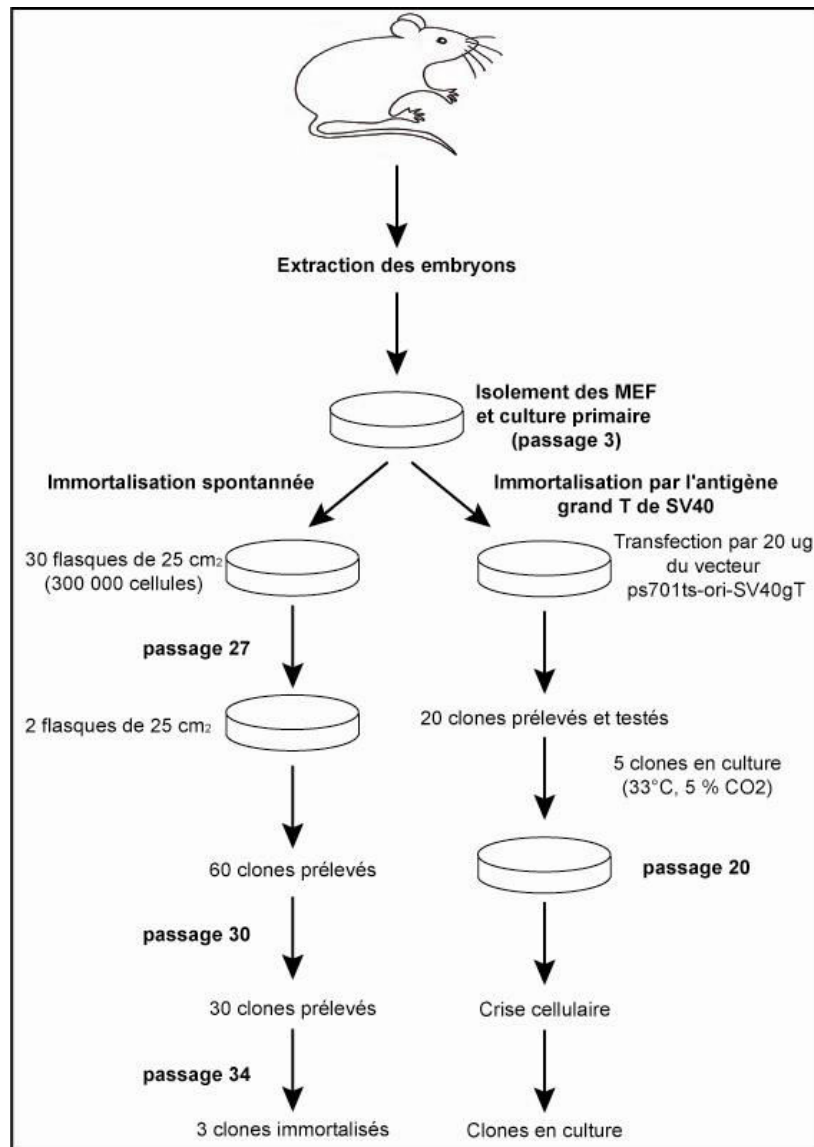 Extraction des embryons
Isolement des MEF
et culture primaire
(passage 3)
Immortalisation spontannée
30 flasques de 25 cm₂
(300 000 cellules)
passage 27
2 flasques de 25 cm₂
60 clones prélevés
passage 30
30 clones prélevés
passage 34
3 clones immortalisés
Immortalisation par l'antigène
grand T de SV40
Transfection par 20 ug
du vecteur
ps701ts-ori-SV40gT
20 clones prélevés et testés
5 clones en culture
(33°C, 5 % CO2)
passage 20
Crise cellulaire
Clones en culture